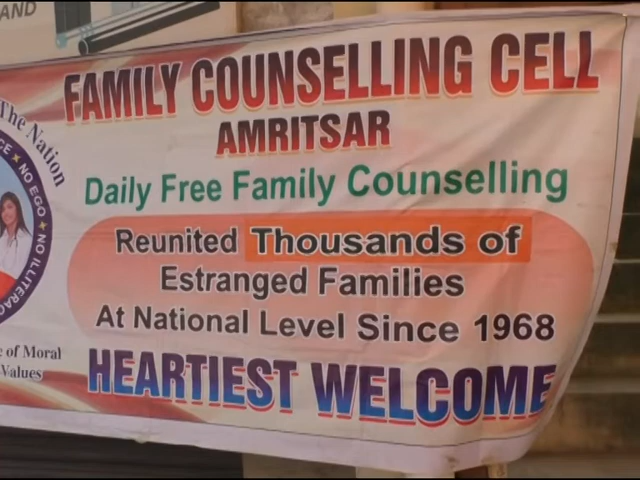 AND
FAMILY COUNSELLING CELL
AMRITSAR
Daily Free Family Counselling
Reunited Thousands of
Estranged Families
At National Level Since 1968
HEARTIEST WELCOME
The Nation
NO EGO ★ NO
of Moral
Values